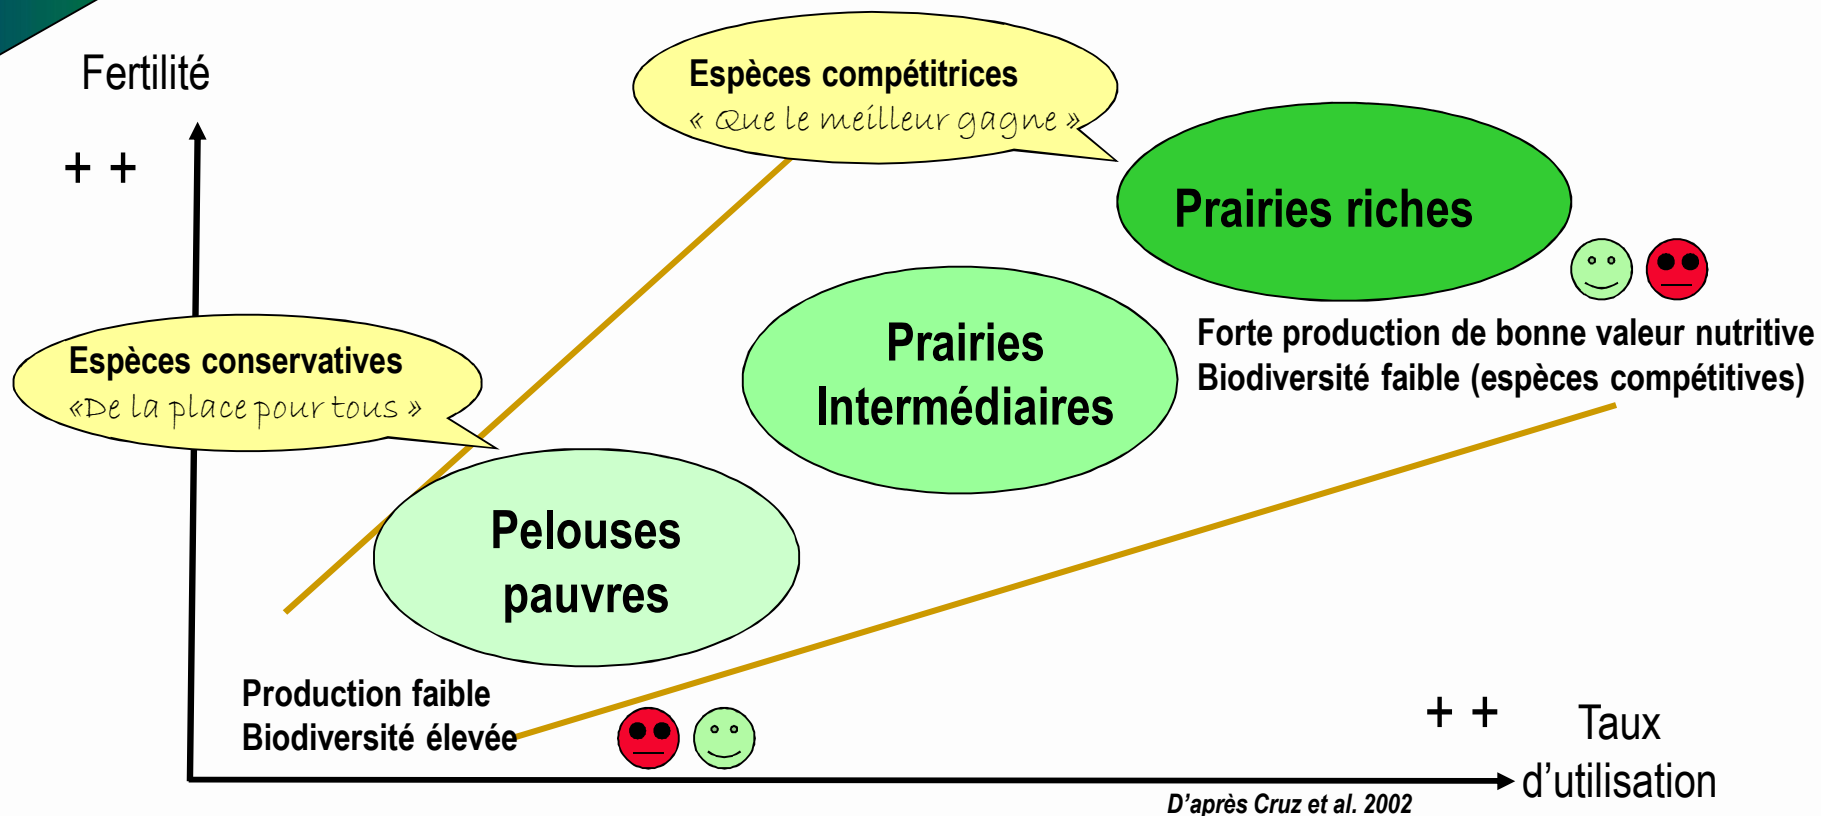 Fertilité
+ +
Espèces compétitrices
« Que le meilleur gagne »
Prairies riches
Espèces conservatives
«De la place pour tous »
Prairies
Intermédiaires
Forte production de bonne valeur nutritive
Biodiversité faible (espèces compétitives)
Pelouses
pauvres
Production faible
Biodiversité élevée
+ +
Taux
d’utilisation
D’après Cruz et al. 2002